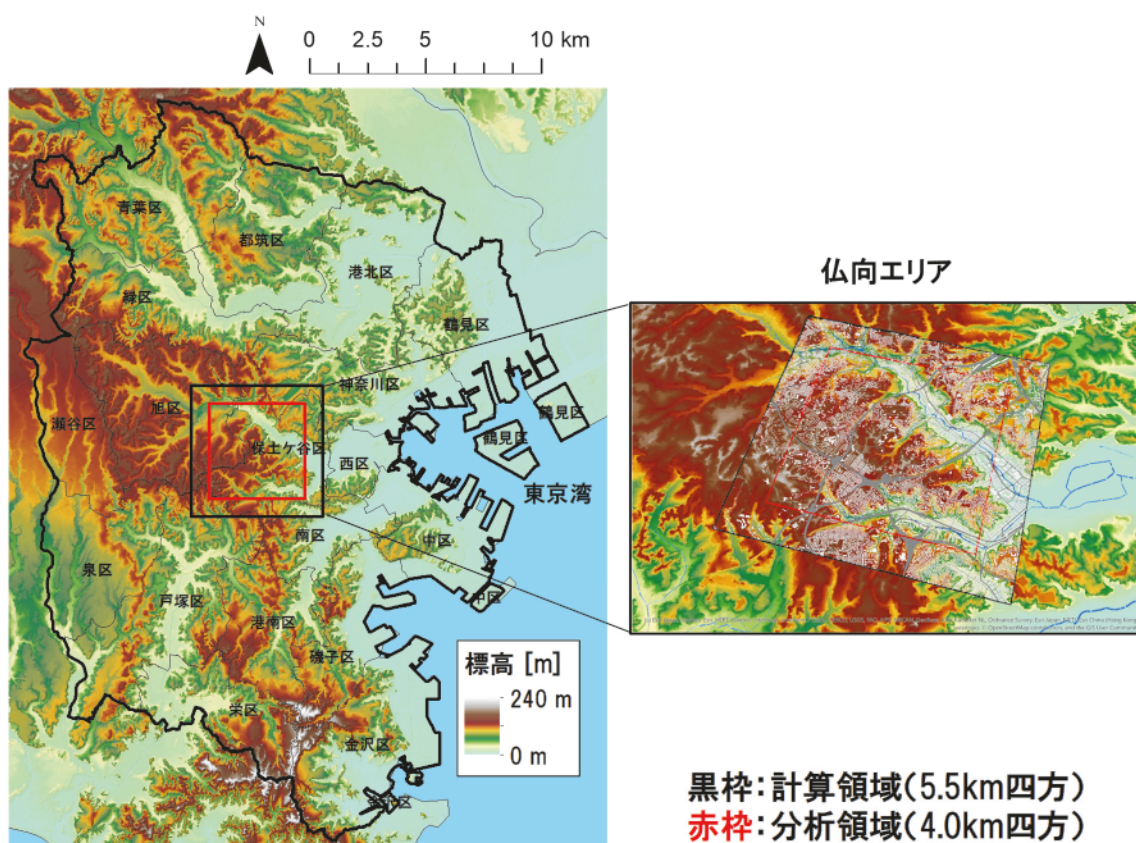 N
0 2.5 5 10 km
青葉区
都筑区
港北区
緑区
鶴見区
神奈川区
旭区
瀬谷区
保土ケ谷区
鶴見区
鶴見区
西区
東京湾
南区
中区
泉区
中区
戸塚区
港南区
磯子区
栄区
金沢区
標高 [m]
240 m
0 m
仏向エリア
黒枠:計算領域(5.5km四方)
赤枠:分析領域(4.0km四方)